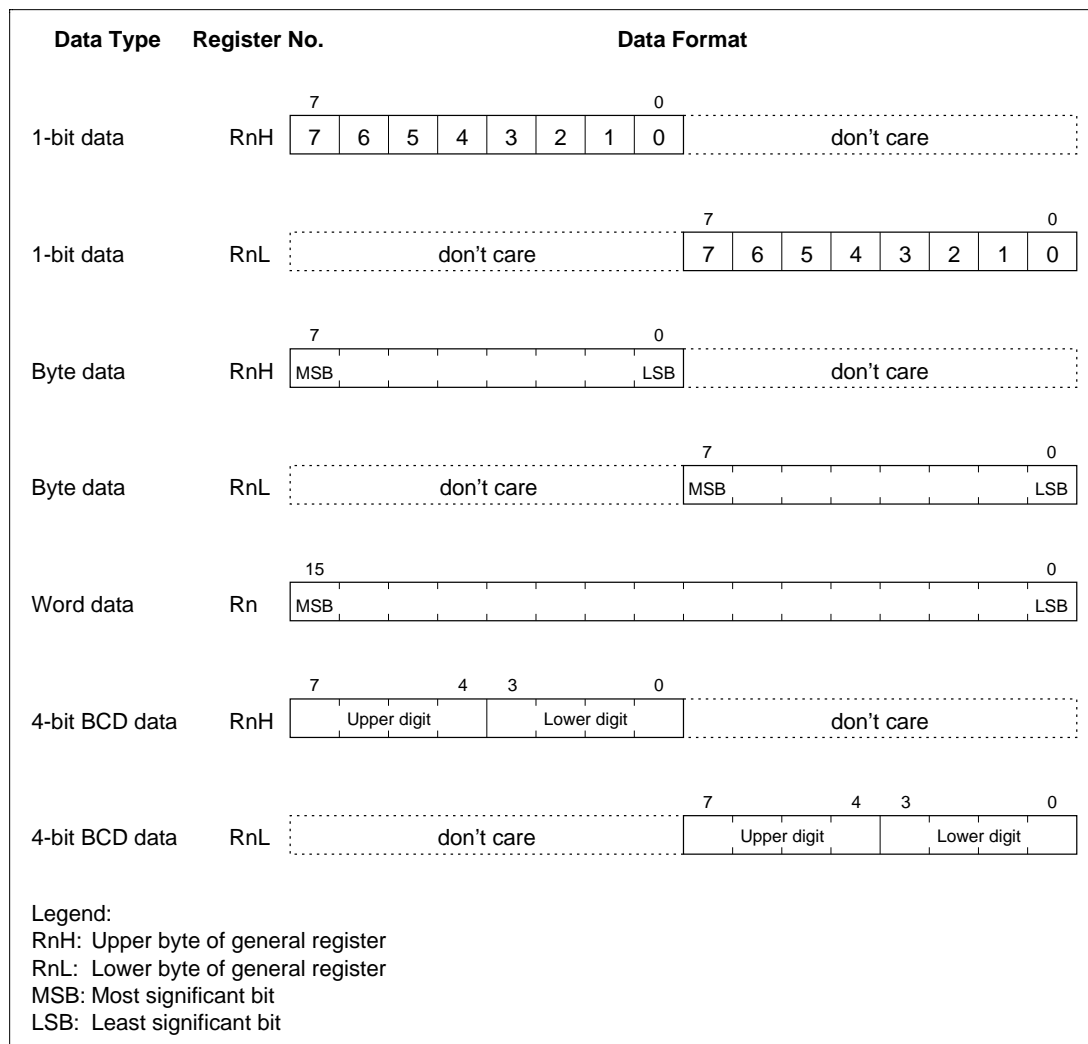 Data Type Register No. Data Format
7 0
1-bit data RnH 7 6 5 4 3 2 1 0 don't care
7 0
1-bit data RnL don't care 7 6 5 4 3 2 1 0
7 0
Byte data RnH MSB LSB don't care
7 0
Byte data RnL don't care MSB LSB
15 0
Word data Rn MSB LSB
7 4 3 0
4-bit BCD data RnH Upper digit Lower digit don't care
7 4 3 0
4-bit BCD data RnL don't care Upper digit Lower digit
Legend:
RnH: Upper byte of general register
RnL: Lower byte of general register
MSB: Most significant bit
LSB: Least significant bit